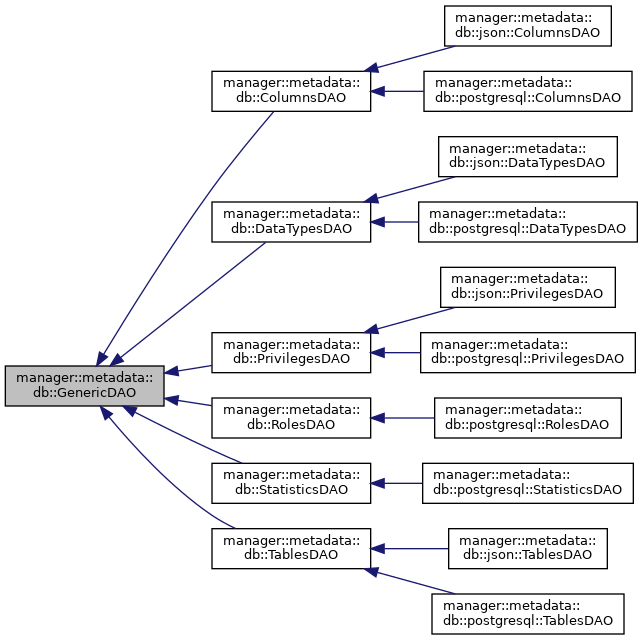 manager::metadata::
db::json::ColumnsDAO
manager::metadata::
db::ColumnsDAO
manager::metadata::
db::postgresql::ColumnsDAO
manager::metadata::
db::json::DataTypesDAO
manager::metadata::
db::DataTypesDAO
manager::metadata::
db::postgresql::DataTypesDAO
manager::metadata::
db::json::PrivilegesDAO
manager::metadata::
db::PrivilegesDAO
manager::metadata::
db::postgresql::PrivilegesDAO
manager::metadata::
db::GenericDAO
manager::metadata::
db::RolesDAO
manager::metadata::
db::postgresql::RolesDAO
manager::metadata::
db::StatisticsDAO
manager::metadata::
db::postgresql::StatisticsDAO
manager::metadata::
db::TablesDAO
manager::metadata::
db::json::TablesDAO
manager::metadata::
db::postgresql::TablesDAO